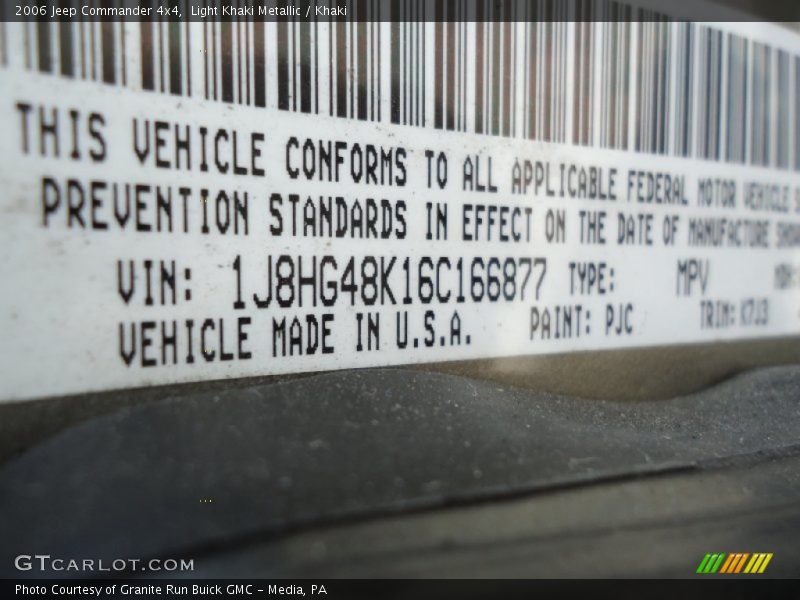 2006 Jeep Commander 4x4, Light Khaki Metallic / Khaki
THIS VEHICLE CONFORMS TO ALL APPLICABLE FEDERAL MOTOR VEHICLE
PREVENTION STANDARDS IN EFFECT ON THE DATE OF MANUFACTURE
VIN: 1J8HG48K16C166877 TYPE: MPV
VEHICLE MADE IN U.S.A. PAINT: PJC TRIM: K7J3
GTCARLOT.COM
Photo Courtesy of Granite Run Buick GMC – Media, PA